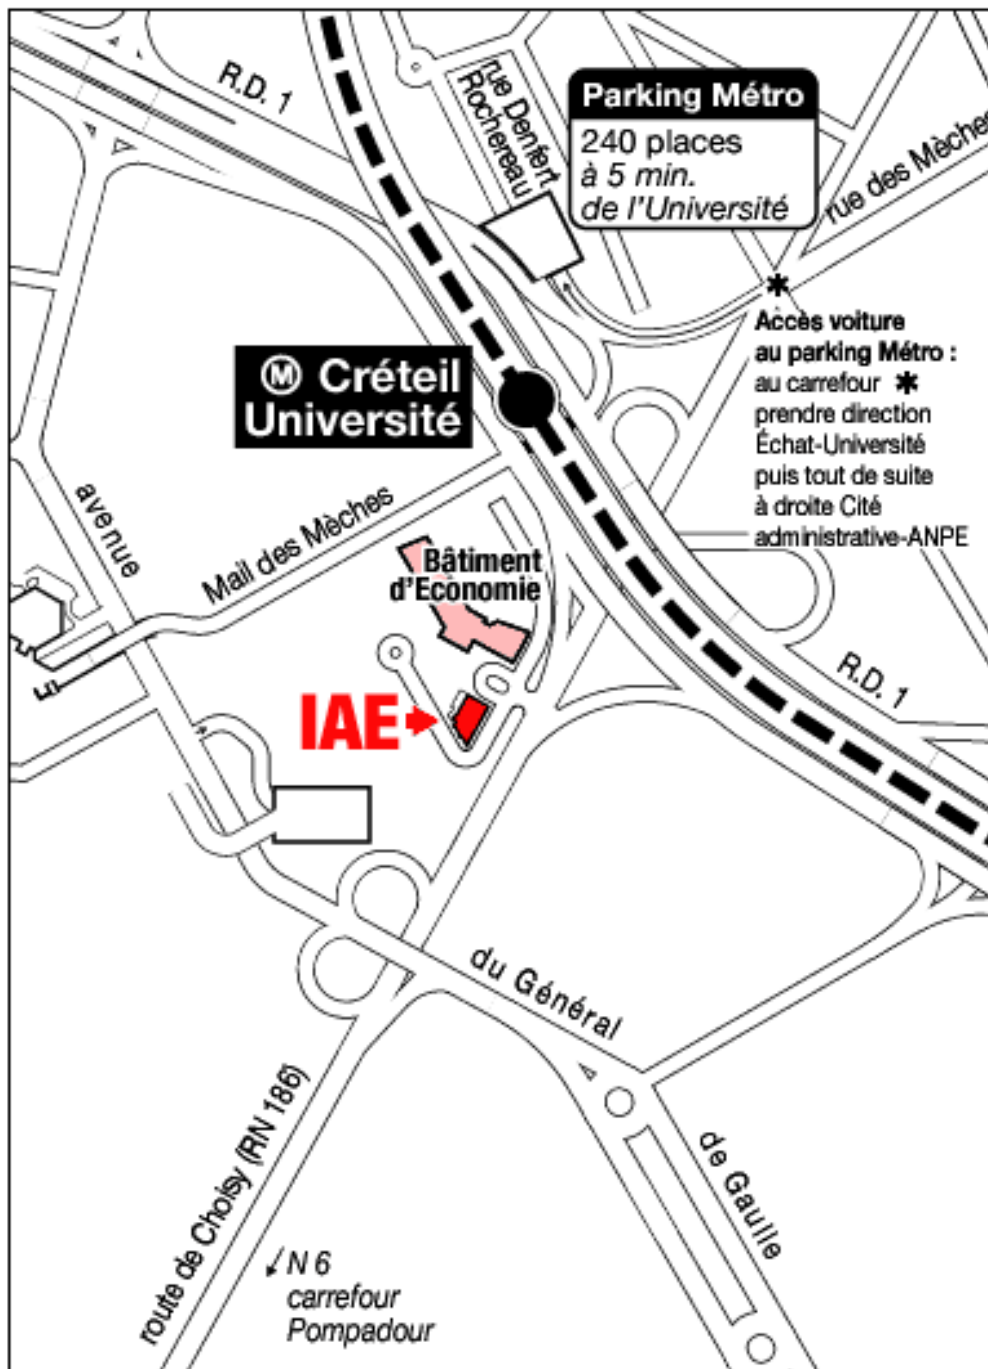 R.D. 1
rue Denfert
Rochereau
Parking Métro
240 places
à 5 min.
de l'Université
rue des Mèches
Accès voiture
au parking Métro :
au carrefour ✱
prendre direction
Échat-Université
puis tout de suite
à droite Cité
administrative-ANPE
M Créteil
Université
avenue
Mail des Mèches
Bâtiment
d'Economie
R.D. 1
IAE
du Général
de Gaulle
route de Choisy (RN 186)
N 6
carrefour
Pompadour